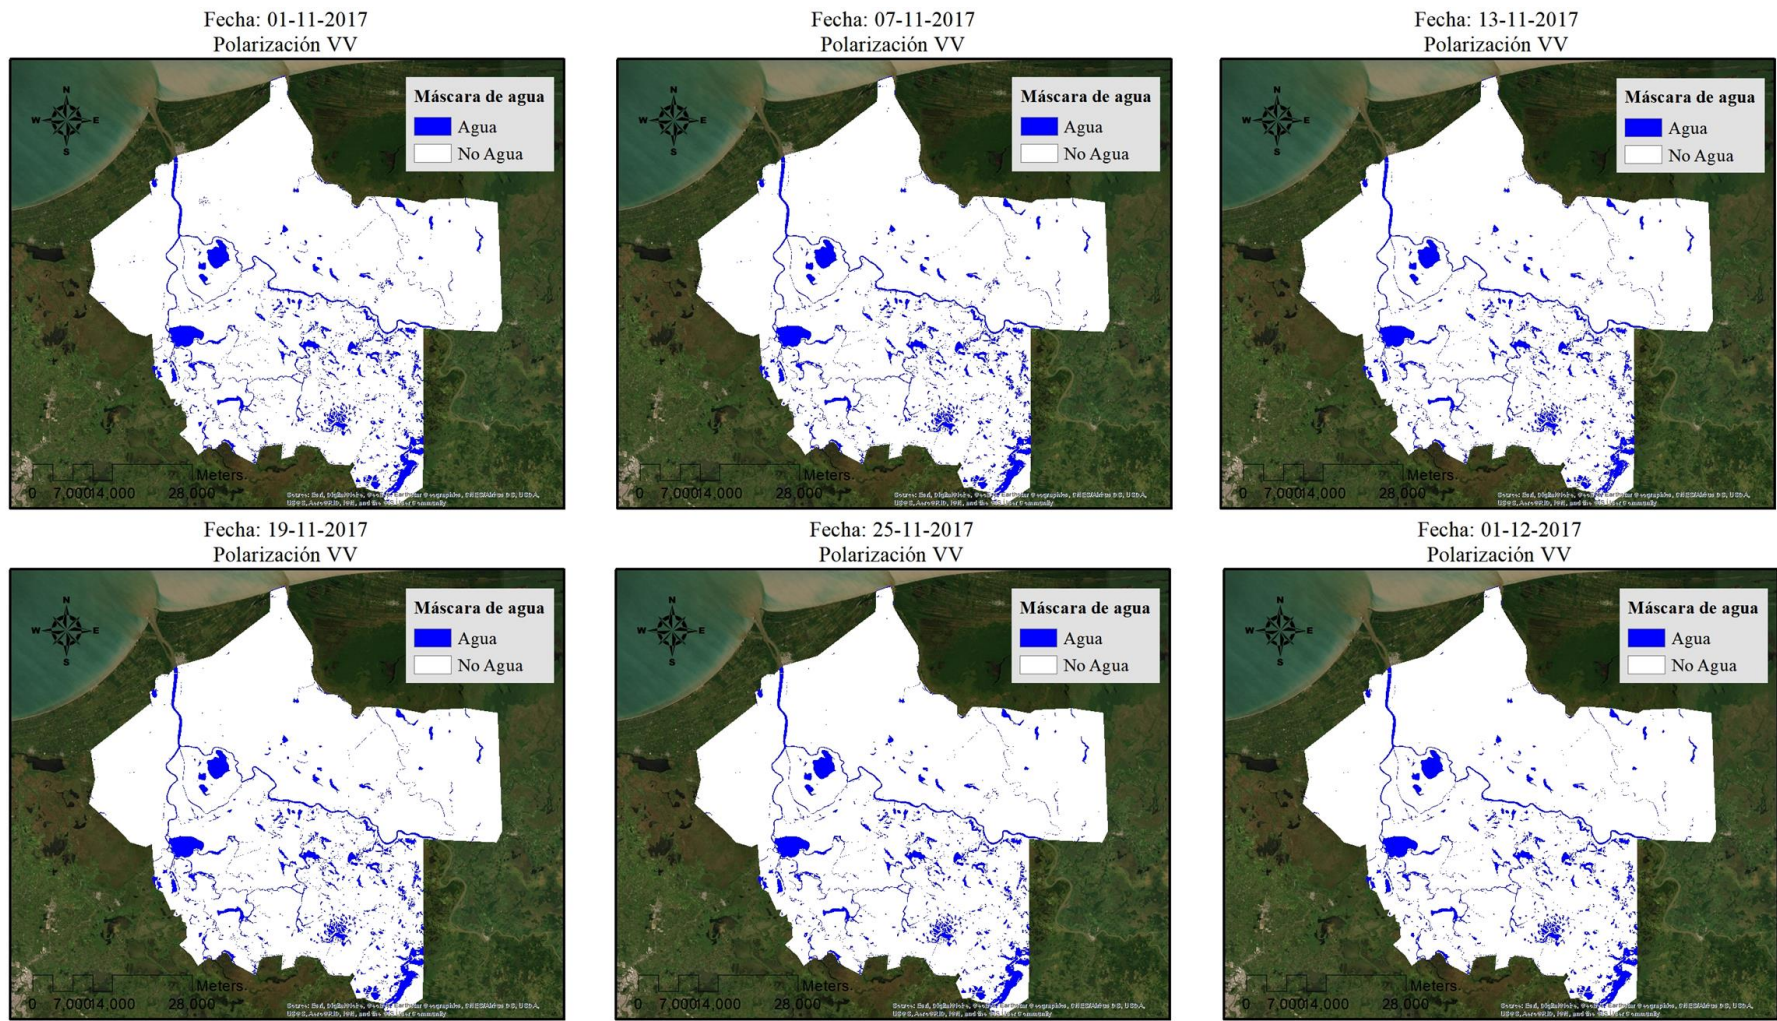 Fecha: 01-11-2017
Polarización VV
N
W E
S
Máscara de agua
Agua
No Agua
Meters
0 7,00014,000 28,000
Fecha: 07-11-2017
Polarización VV
N
W E
S
Máscara de agua
Agua
No Agua
Meters
0 7,00014,000 28,000
Fecha: 13-11-2017
Polarización VV
N
W E
S
Máscara de agua
Agua
No Agua
Meters
0 7,00014,000 28,000
Fecha: 19-11-2017
Polarización VV
N
W E
S
Máscara de agua
Agua
No Agua
Meters
0 7,00014,000 28,000
Fecha: 25-11-2017
Polarización VV
N
W E
S
Máscara de agua
Agua
No Agua
Meters
0 7,00014,000 28,000
Fecha: 01-12-2017
Polarización VV
N
W E
S
Máscara de agua
Agua
No Agua
Meters
0 7,00014,000 28,000